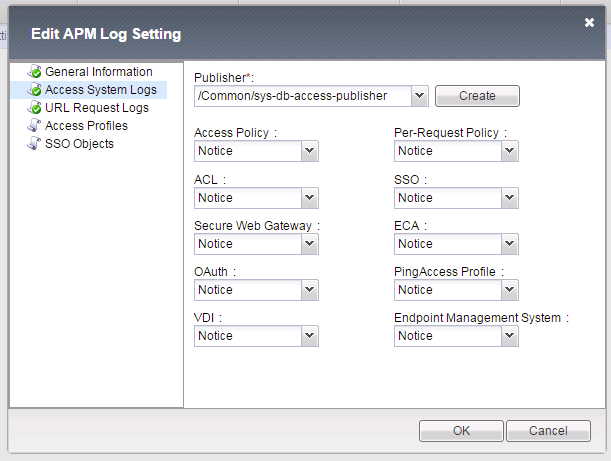 Edit APM Log Setting
General Information
Access System Logs
URL Request Logs
Access Profiles
SSO Objects
Publisher*:
/Common/sys-db-access-publisher
Create
Access Policy :
Per-Request Policy :
Notice
Notice
ACL :
SSO :
Notice
Notice
Secure Web Gateway :
ECA :
Notice
Notice
OAuth :
PingAccess Profile :
Notice
Notice
VDI :
Endpoint Management System :
Notice
Notice
OK
Cancel